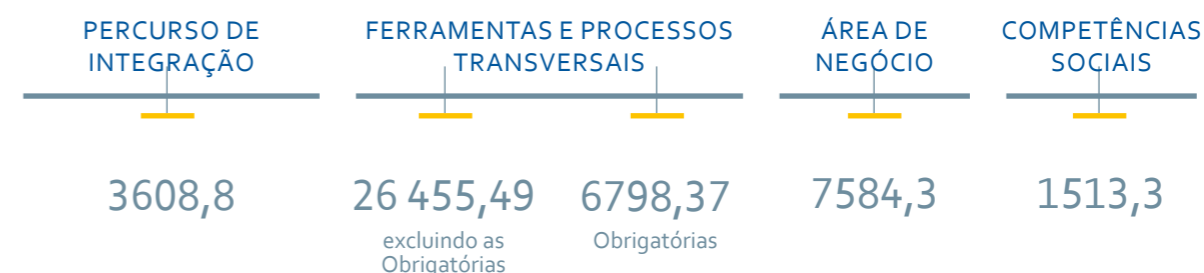 PERCURSO DE
INTEGRAÇÃO
FERRAMENTAS E PROCESSOS
TRANSVERSAIS
ÁREA DE
NEGÓCIO
COMPETÊNCIAS
SOCIAIS
3608,8
26 455,49
excluindo as
Obrigatórias
6798,37
Obrigatórias
7584,3
1513,3